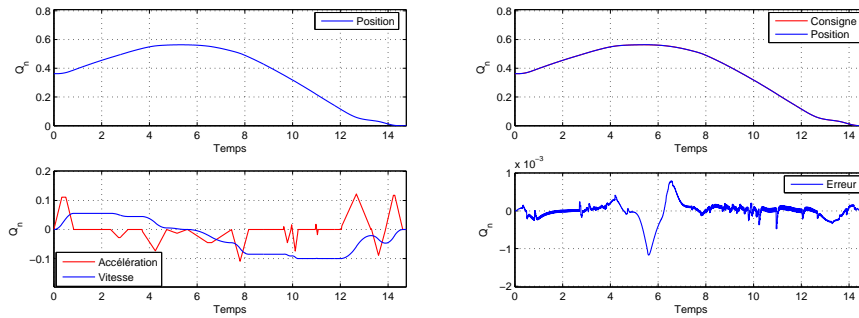 0.8
0.6
0.4
0.2
0
Q_n
Position
0 2 4 6 8 10 12 14
Temps
0.8
0.6
0.4
0.2
0
Q_n
Consigne
Position
0 2 4 6 8 10 12 14
Temps
0.2
0.1
0
−0.1
Q_n
Accélération
Vitesse
0 2 4 6 8 10 12 14
Temps
1 x 10^-3
0
−1
−2
Q_n
Erreur
0 2 4 6 8 10 12 14
Temps